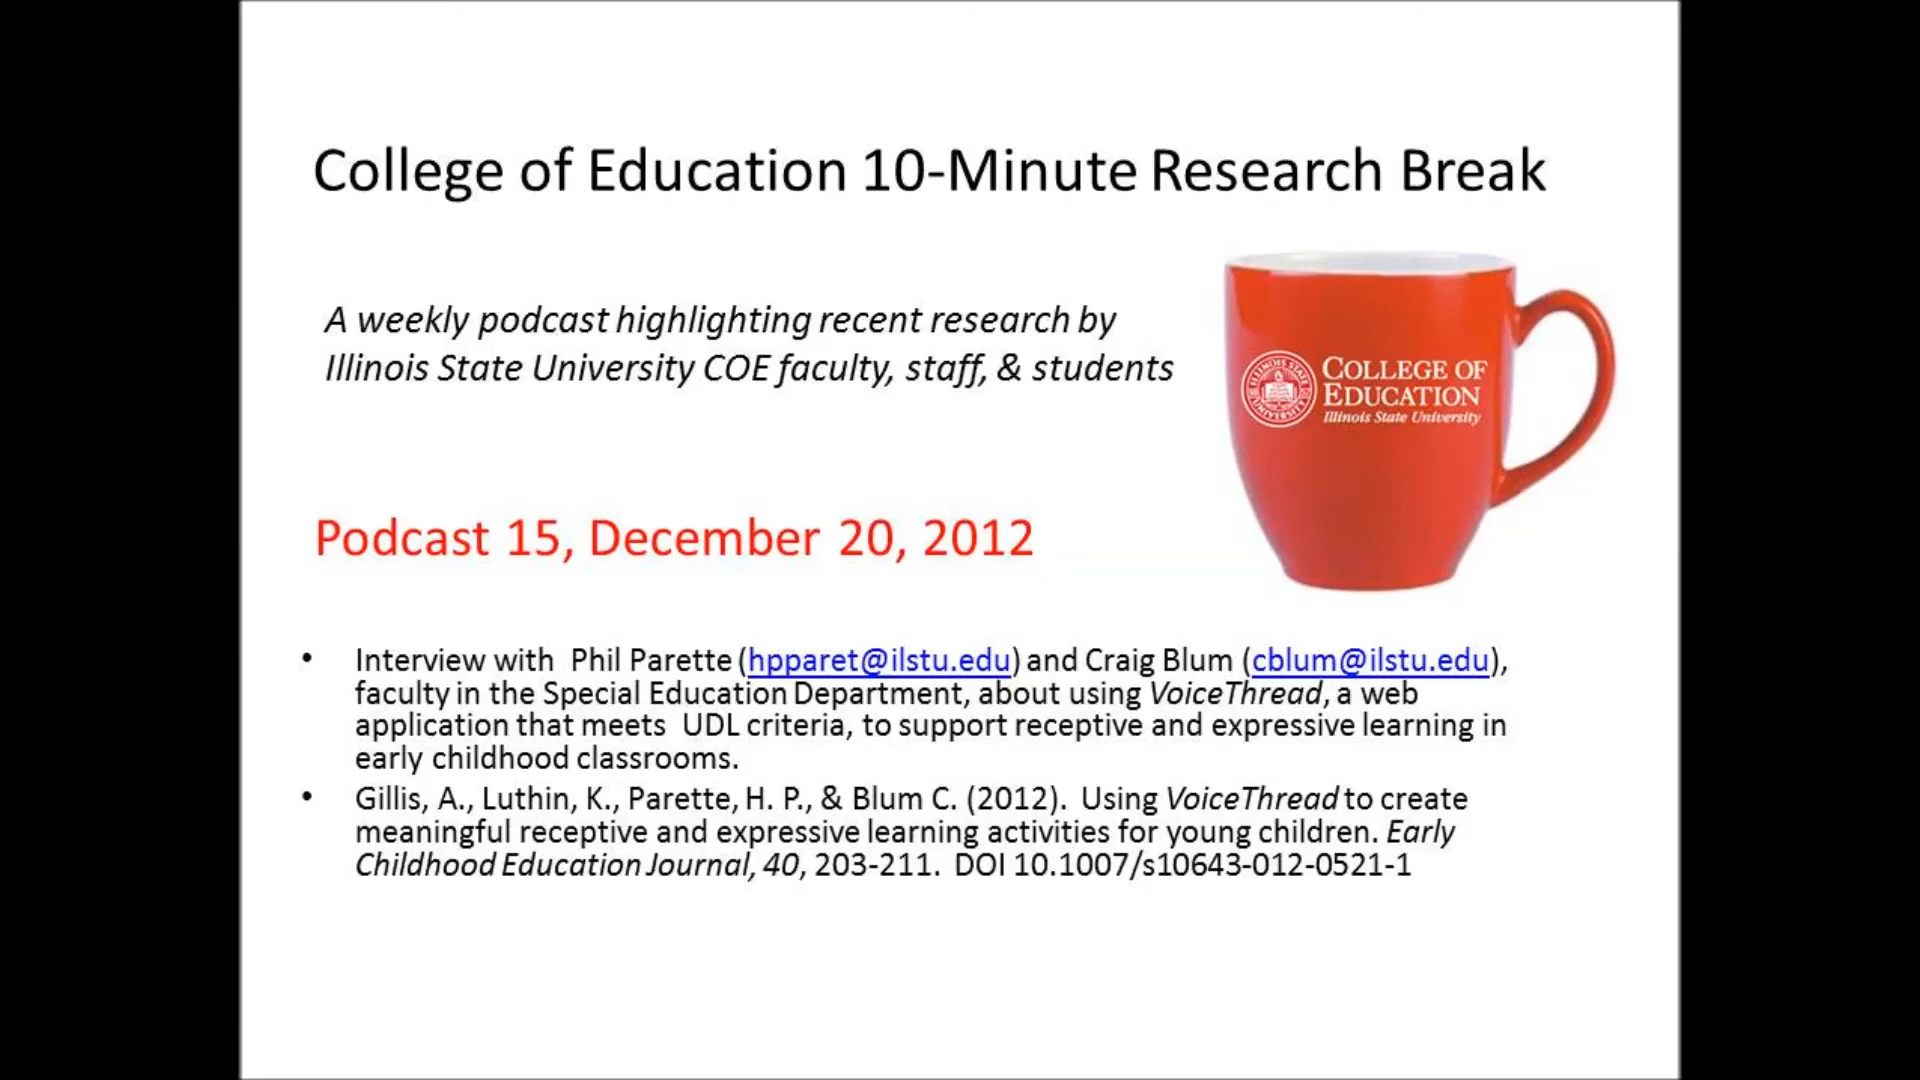 College of Education 10-Minute Research Break
A weekly podcast highlighting recent research by
Illinois State University COE faculty, staff, & students
ILLINOIS STATE UNIVERSITY
COLLEGE OF
EDUCATION
Illinois State University
Podcast 15, December 20, 2012
• Interview with Phil Parette (hpparet@ilstu.edu) and Craig Blum (cblum@ilstu.edu),
faculty in the Special Education Department, about using VoiceThread, a web
application that meets UDL criteria, to support receptive and expressive learning in
early childhood classrooms.
• Gillis, A., Luthin, K., Parette, H. P., & Blum C. (2012). Using VoiceThread to create
meaningful receptive and expressive learning activities for young children. Early
Childhood Education Journal, 40, 203-211. DOI 10.1007/s10643-012-0521-1